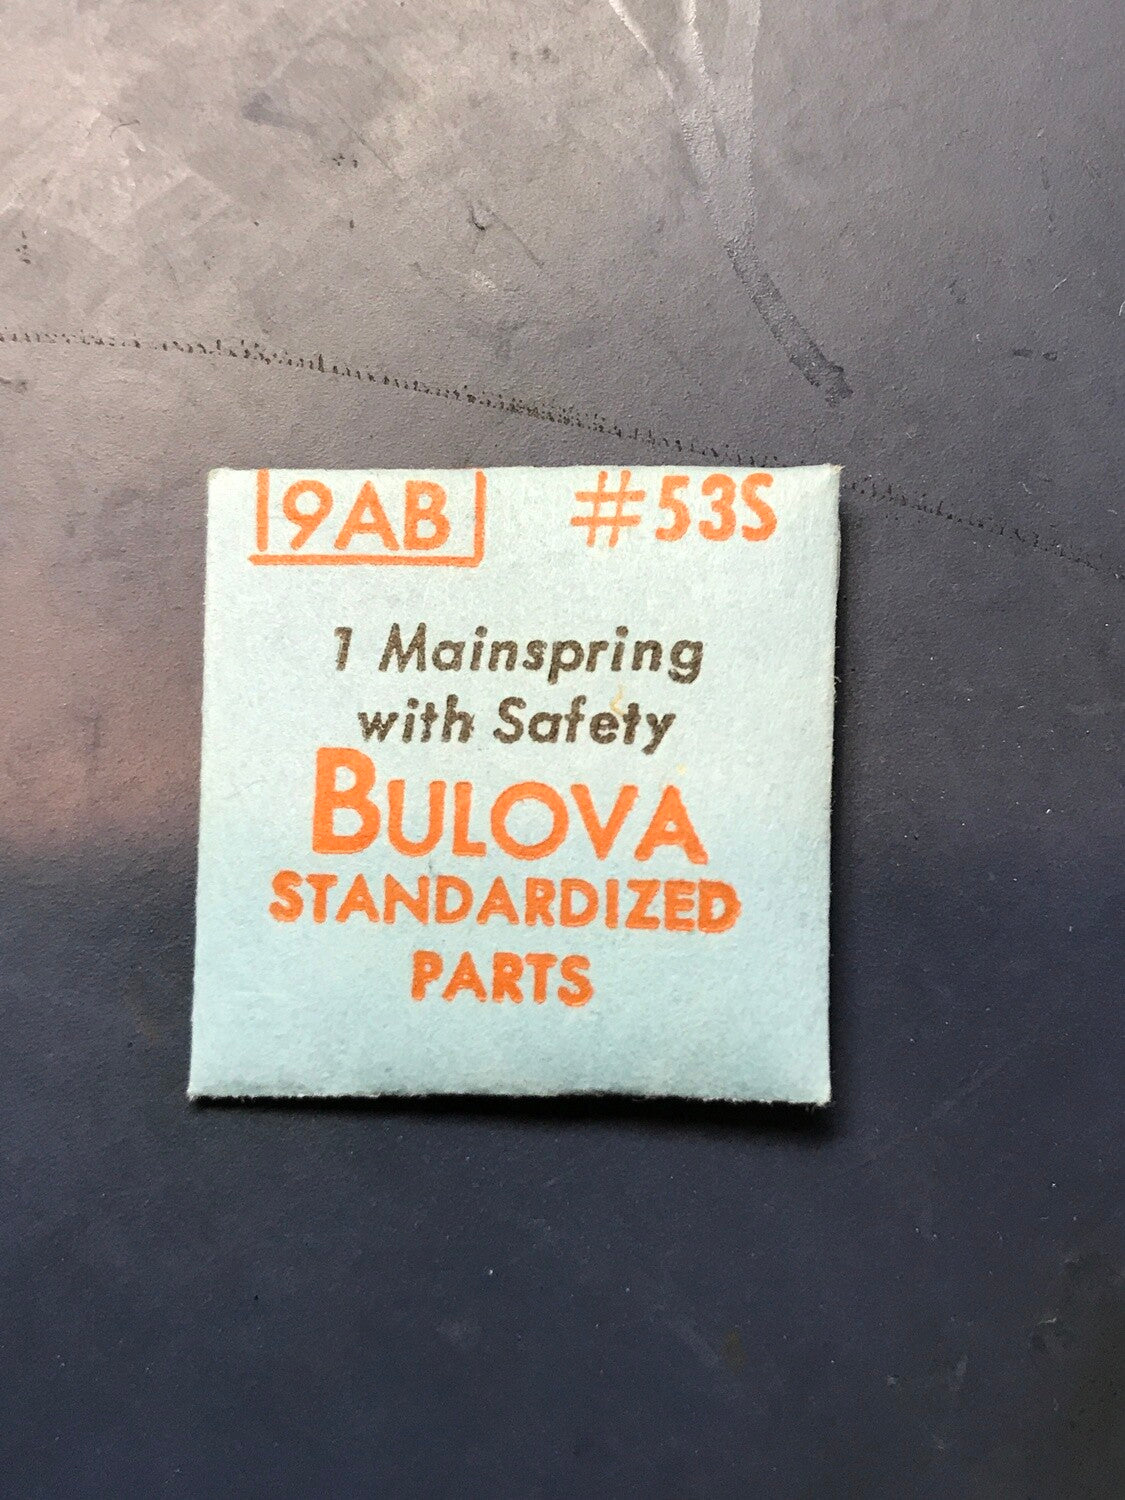 9AB #53S
1 Mainspring
with Safety
BULOVA
STANDARDIZED
PARTS